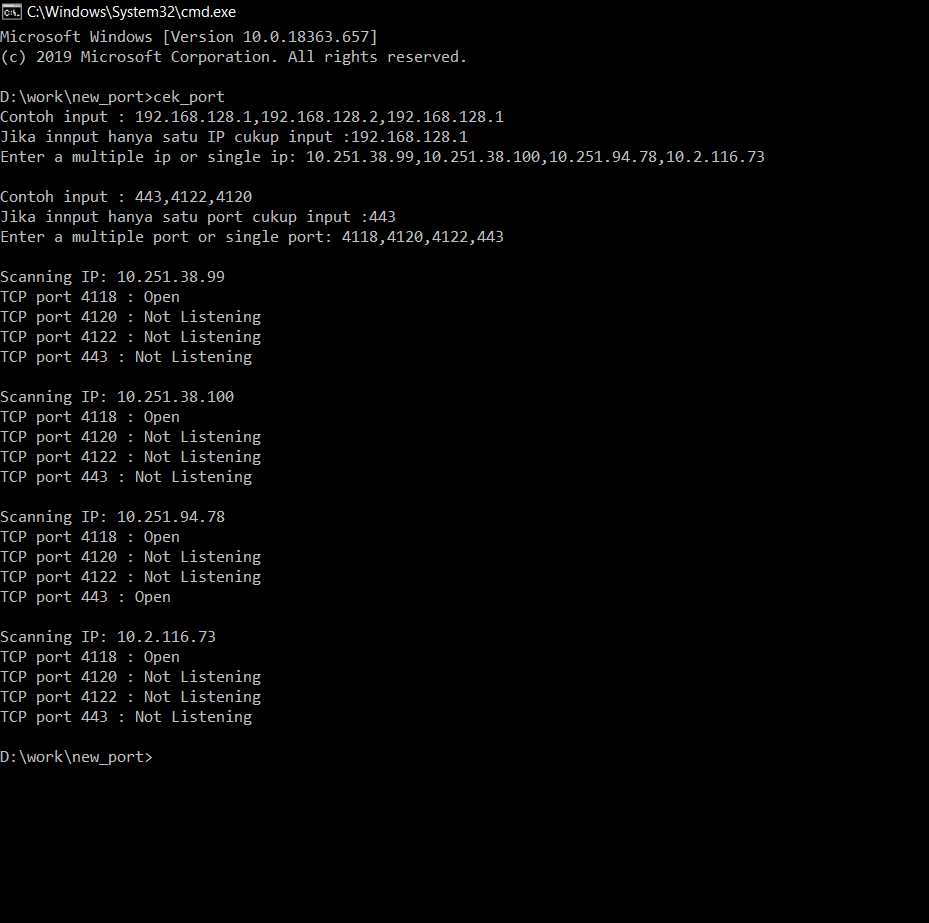 C:\Windows\System32\cmd.exe
Microsoft Windows [Version 10.0.18363.657]
(c) 2019 Microsoft Corporation. All rights reserved.
D:\work\new_port>cek_port
Contoh input : 192.168.128.1,192.168.128.2,192.168.128.1
Jika innput hanya satu IP cukup input :192.168.128.1
Enter a multiple ip or single ip: 10.251.38.99,10.251.38.100,10.251.94.78,10.2.116.73
Contoh input : 443,4122,4120
Jika innput hanya satu port cukup input :443
Enter a multiple port or single port: 4118,4120,4122,443
Scanning IP: 10.251.38.99
TCP port 4118 : Open
TCP port 4120 : Not Listening
TCP port 4122 : Not Listening
TCP port 443 : Not Listening
Scanning IP: 10.251.38.100
TCP port 4118 : Open
TCP port 4120 : Not Listening
TCP port 4122 : Not Listening
TCP port 443 : Not Listening
Scanning IP: 10.251.94.78
TCP port 4118 : Open
TCP port 4120 : Not Listening
TCP port 4122 : Not Listening
TCP port 443 : Open
Scanning IP: 10.2.116.73
TCP port 4118 : Open
TCP port 4120 : Not Listening
TCP port 4122 : Not Listening
TCP port 443 : Not Listening
D:\work\new_port>